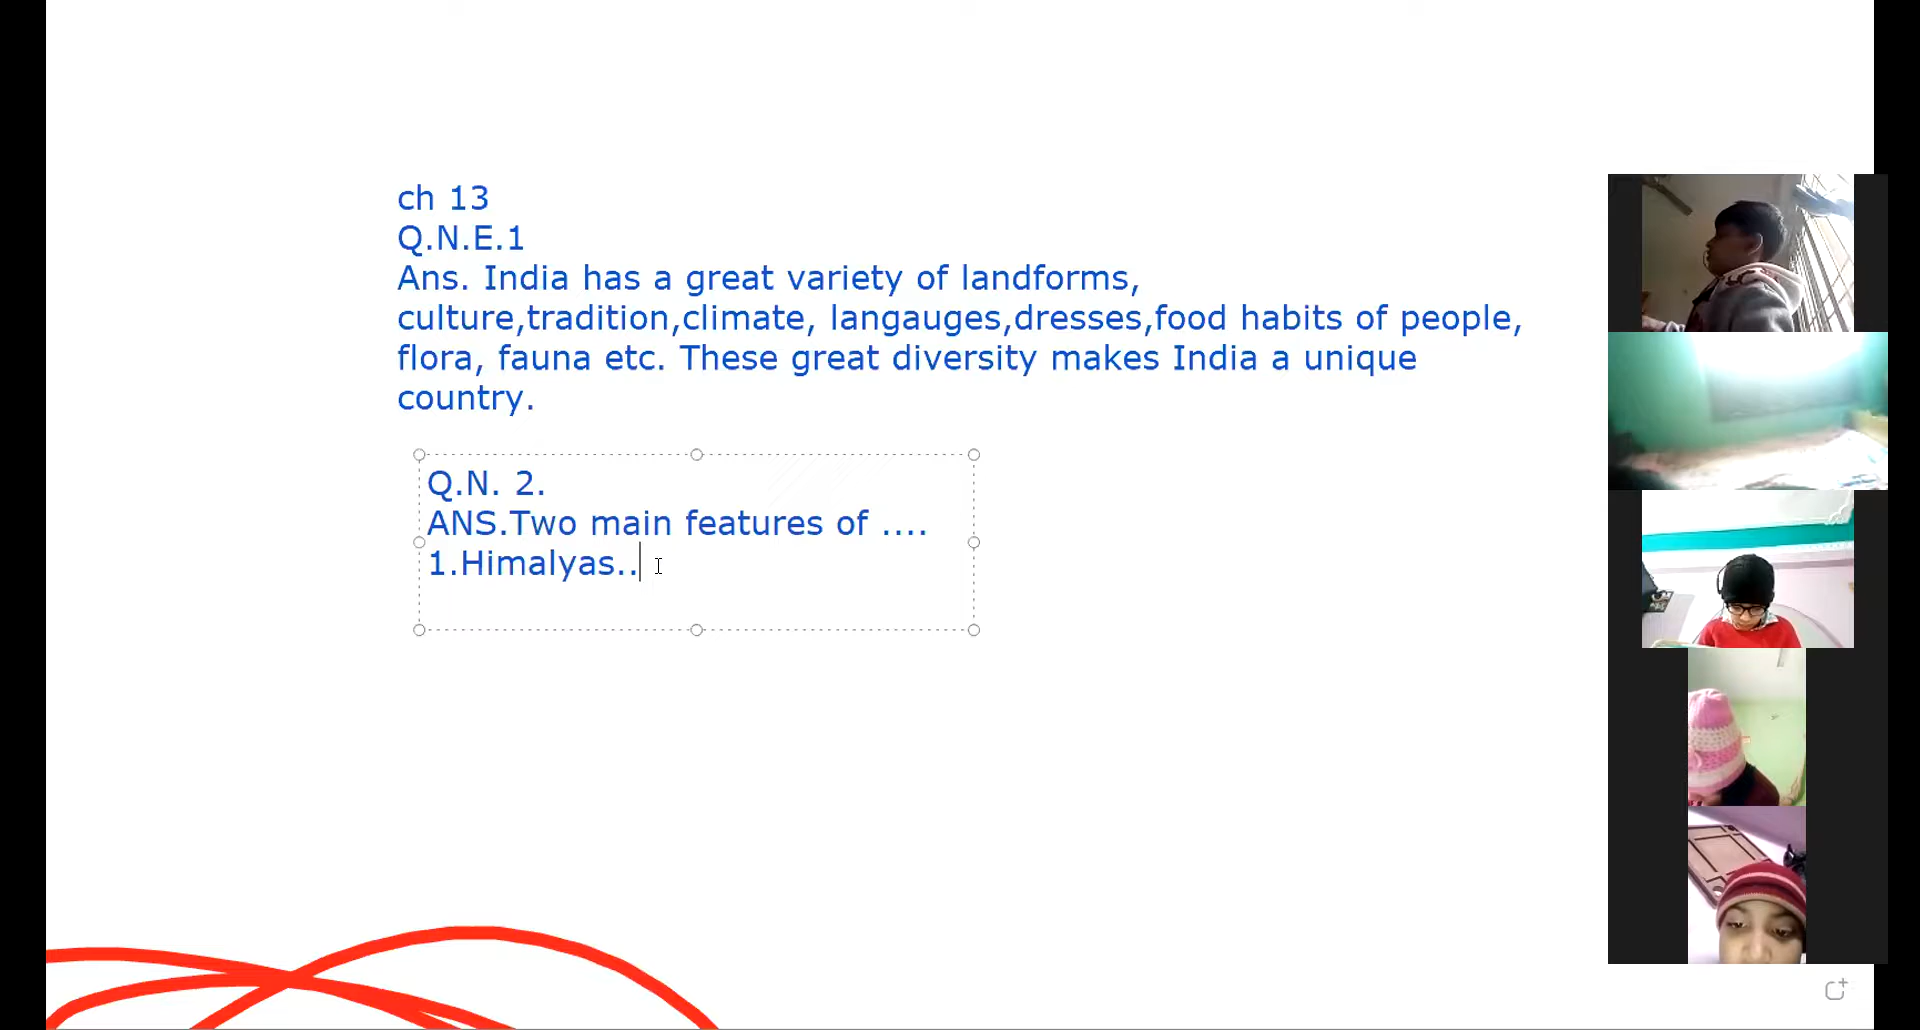 ch 13
Q.N.E.1
Ans. India has a great variety of landforms,
culture,tradition,climate, langauges,dresses,food habits of people,
flora, fauna etc. These great diversity makes India a unique
country.
Q.N. 2.
ANS.Two main features of ....
1.Himalyas..